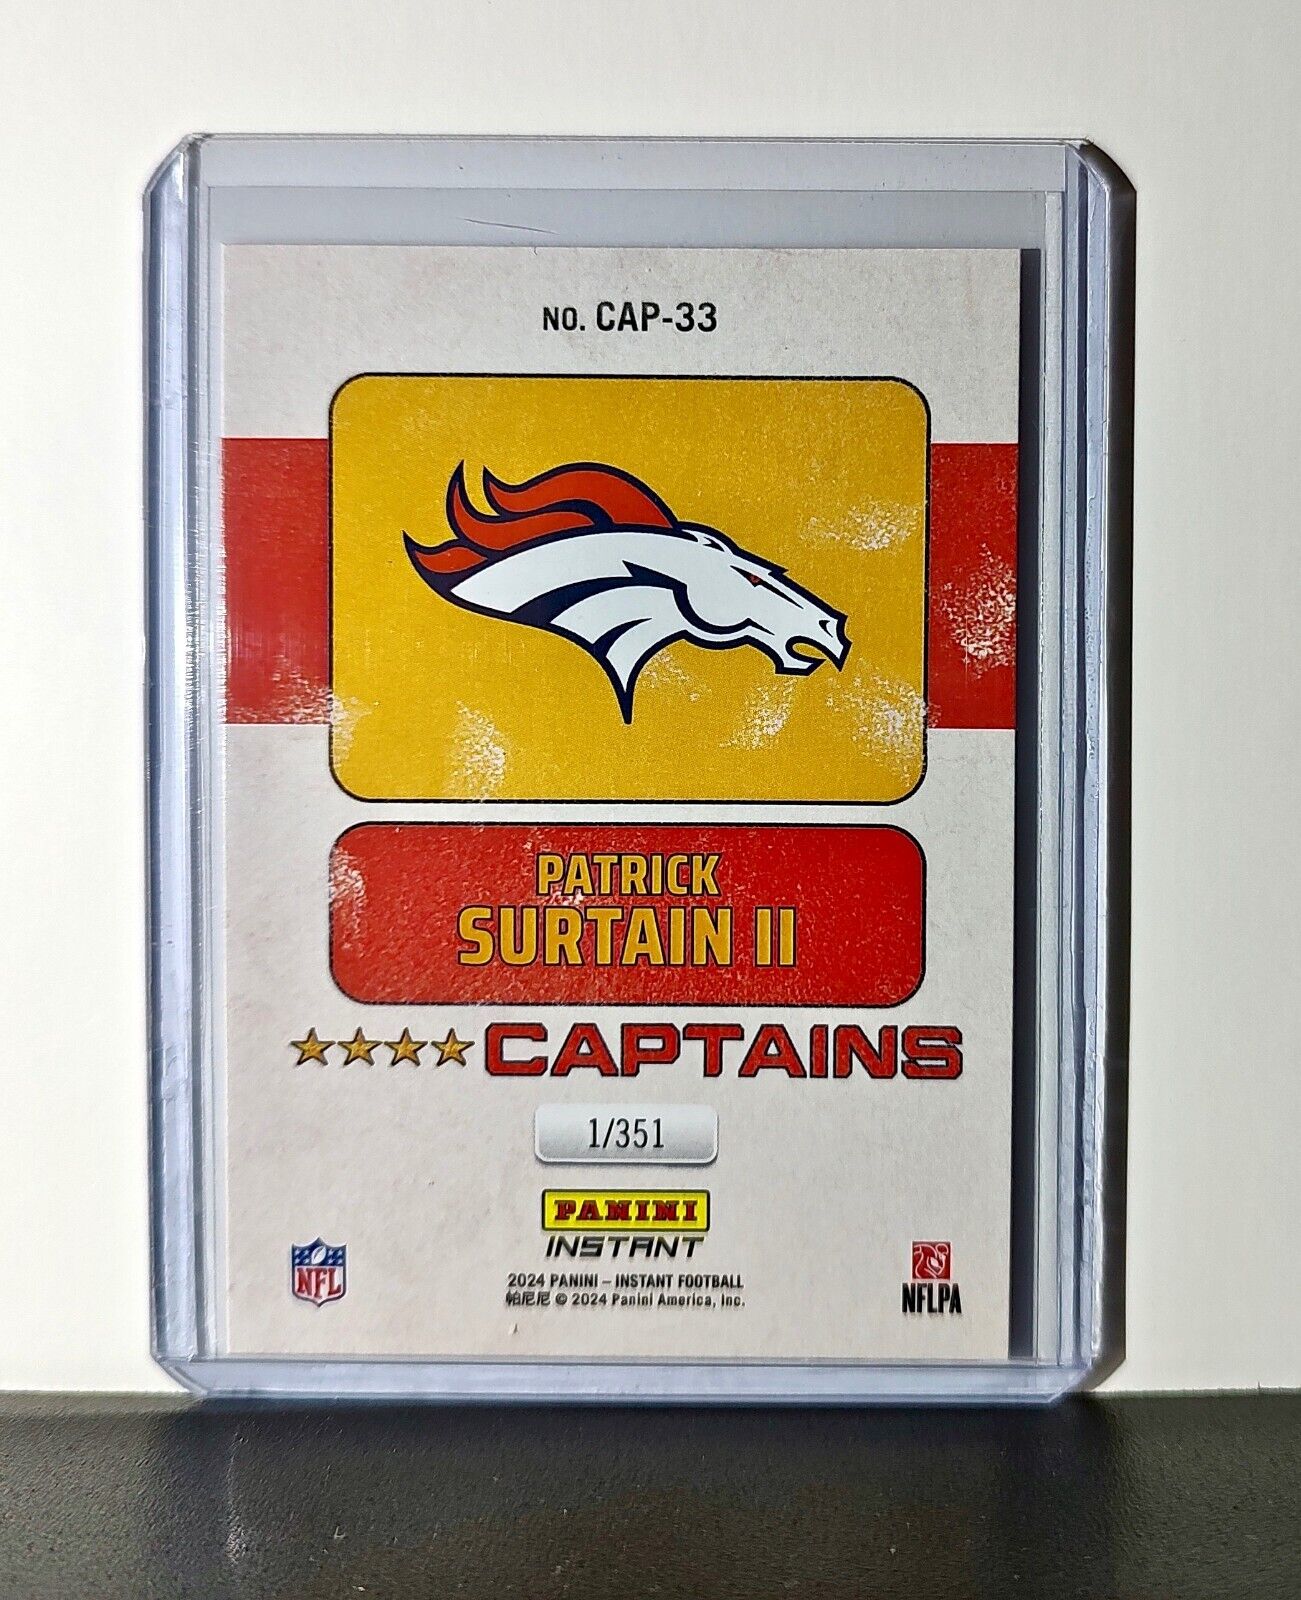 NO. CAP-33
PATRICK
SURTAIN II
CAPTAINS
1/351
PANINI
INSTANT
2024 PANINI – INSTANT FOOTBALL
帕尼尼 © 2024 Panini America, Inc.
NFL
NFLPA